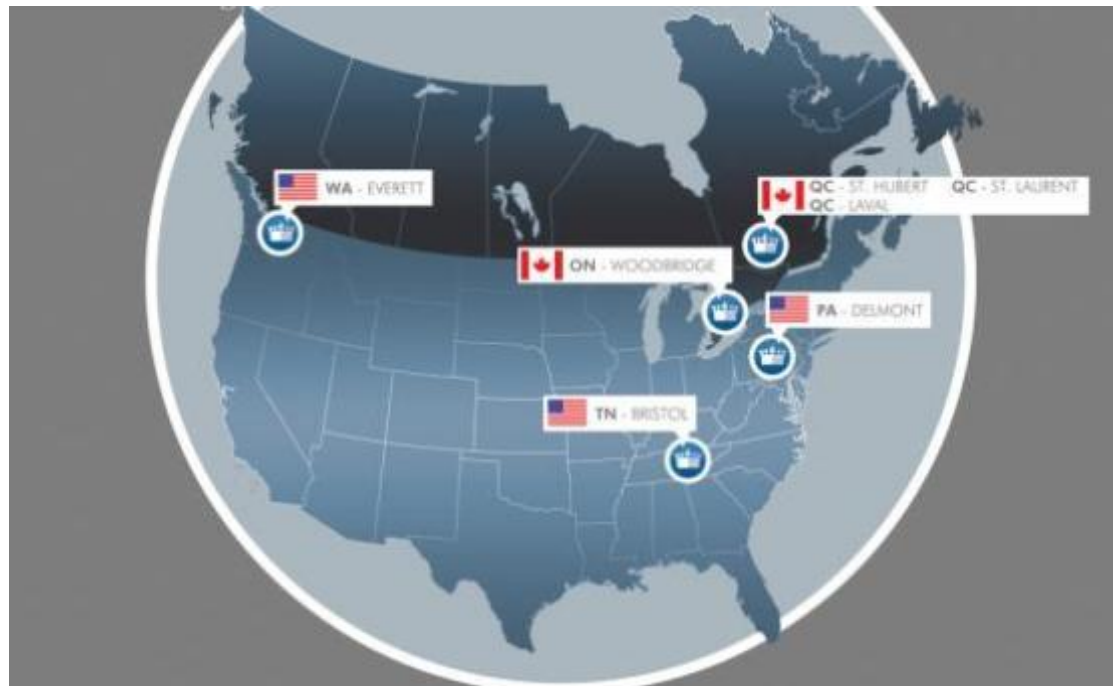 WA - EVERETT
QC - ST. HUBERT QC - ST. LAURENT
QC - LAVAL
ON - WOODBRIDGE
PA - DELMONT
TN - BRISTOL